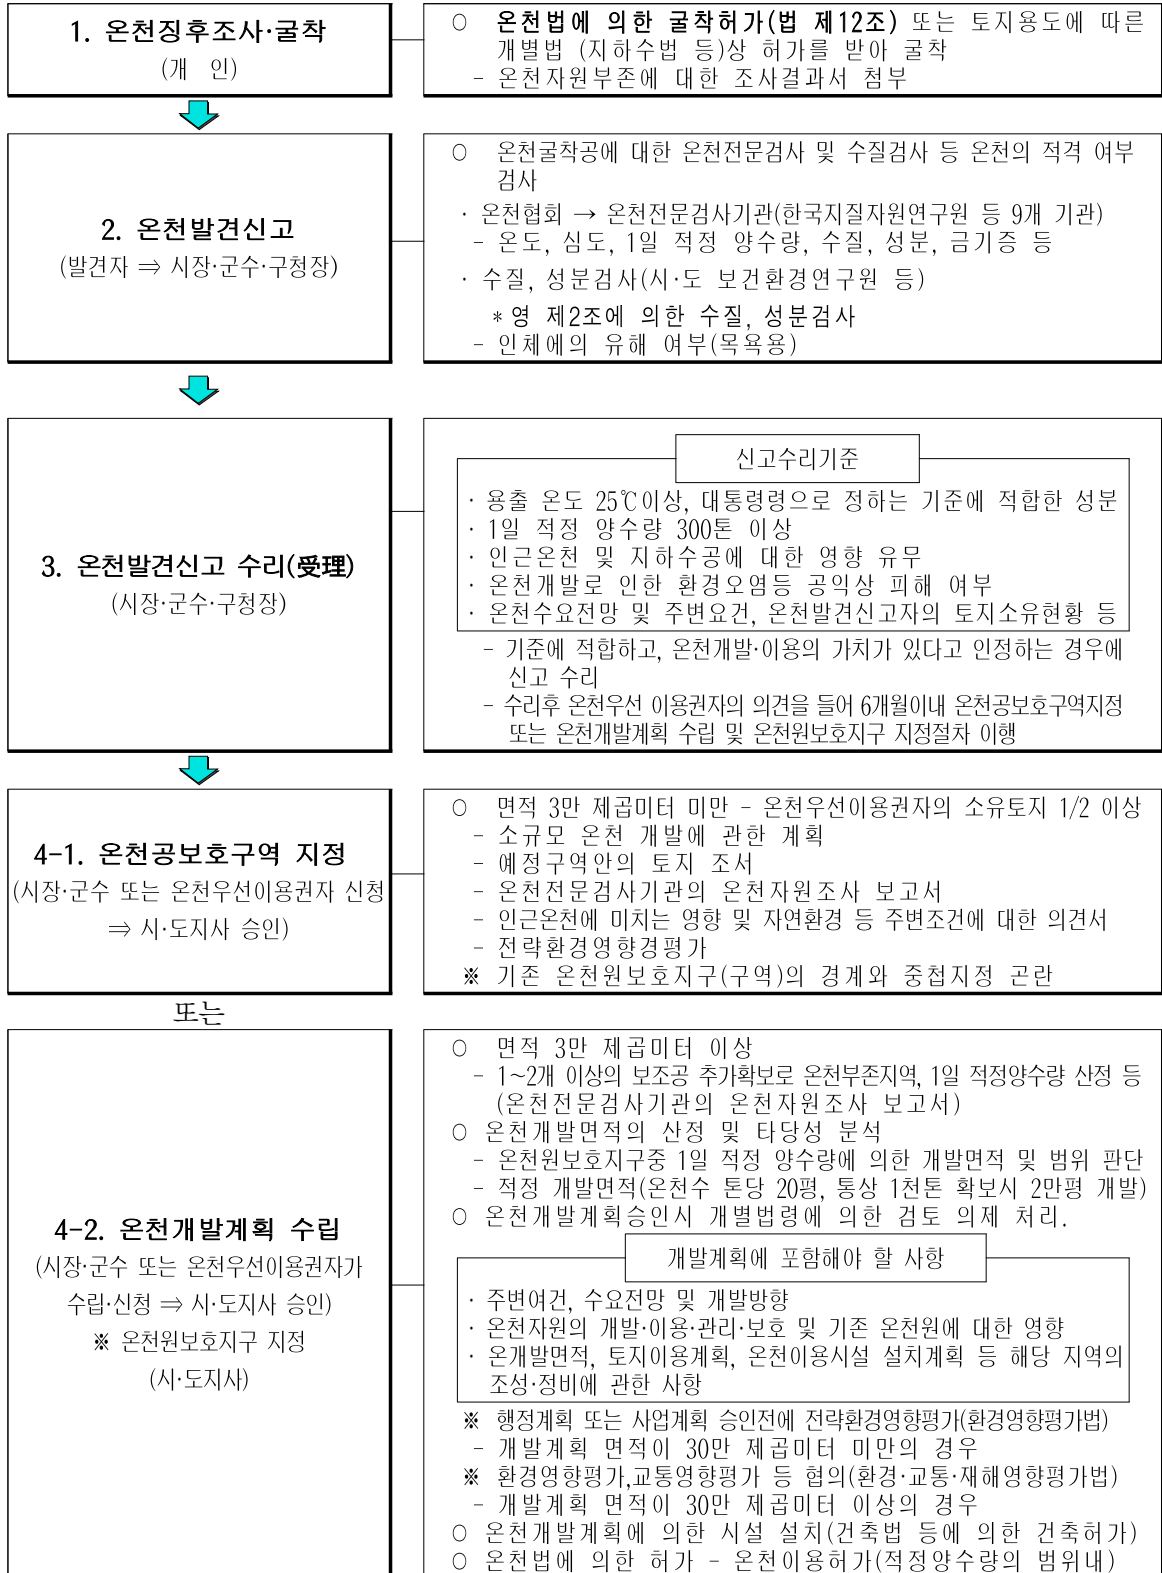 1. 온천징후조사·굴착
(개 인)
○ 온천법에 의한 굴착허가(법 제12조) 또는 토지용도에 따른
개별법 (지하수법 등)상 허가를 받아 굴착
- 온천자원부존에 대한 조사결과서 첨부
2. 온천발견신고
(발견자 ⇒ 시장·군수·구청장)
○ 온천굴착공에 대한 온천전문검사 및 수질검사 등 온천의 적격 여부
검사
· 온천협회 → 온천전문검사기관(한국지질자원연구원 등 9개 기관)
- 온도, 심도, 1일 적정 양수량, 수질, 성분, 금기증 등
· 수질, 성분검사(시·도 보건환경연구원 등)
* 영 제2조에 의한 수질, 성분검사
- 인체에의 유해 여부(목욕용)
3. 온천발견신고 수리(受理)
(시장·군수·구청장)
신고수리기준
· 용출 온도 25℃이상, 대통령령으로 정하는 기준에 적합한 성분
· 1일 적정 양수량 300톤 이상
· 인근온천 및 지하수공에 대한 영향 유무
· 온천개발로 인한 환경오염등 공익상 피해 여부
· 온천수요전망 및 주변요건, 온천발견신고자의 토지소유현황 등
- 기준에 적합하고, 온천개발·이용의 가치가 있다고 인정하는 경우에
신고 수리
- 수리후 온천우선 이용권자의 의견을 들어 6개월이내 온천공보호구역지정
또는 온천개발계획 수립 및 온천원보호지구 지정절차 이행
4-1. 온천공보호구역 지정
(시장·군수 또는 온천우선이용권자 신청
⇒ 시·도지사 승인)
○ 면적 3만 제곱미터 미만 - 온천우선이용권자의 소유토지 1/2 이상
- 소규모 온천 개발에 관한 계획
- 예정구역안의 토지 조서
- 온천전문검사기관의 온천자원조사 보고서
- 인근온천에 미치는 영향 및 자연환경 등 주변조건에 대한 의견서
- 전략환경영향경평가
※ 기존 온천원보호지구(구역)의 경계와 중첩지정 곤란
또는
4-2. 온천개발계획 수립
(시장·군수 또는 온천우선이용권자가
수립·신청 ⇒ 시·도지사 승인)
※ 온천원보호지구 지정
(시·도지사)
○ 면적 3만 제곱미터 이상
- 1~2개 이상의 보조공 추가확보로 온천부존지역, 1일 적정양수량 산정 등
(온천전문검사기관의 온천자원조사 보고서)
○ 온천개발면적의 산정 및 타당성 분석
- 온천원보호지구중 1일 적정 양수량에 의한 개발면적 및 범위 판단
- 적정 개발면적(온천수 톤당 20평, 통상 1천톤 확보시 2만평 개발)
○ 온천개발계획승인시 개별법령에 의한 검토 의제 처리.
개발계획에 포함해야 할 사항
· 주변여건, 수요전망 및 개발방향
· 온천자원의 개발·이용·관리·보호 및 기존 온천원에 대한 영향
· 온개발면적, 토지이용계획, 온천이용시설 설치계획 등 해당 지역의
조성·정비에 관한 사항
※ 행정계획 또는 사업계획 승인전에 전략환경영향평가(환경영향평가법)
- 개발계획 면적이 30만 제곱미터 미만의 경우
※ 환경영향평가,교통영향평가 등 협의(환경·교통·재해영향평가법)
- 개발계획 면적이 30만 제곱미터 이상의 경우
○ 온천개발계획에 의한 시설 설치(건축법 등에 의한 건축허가)
○ 온천법에 의한 허가 - 온천이용허가(적정양수량의 범위내)